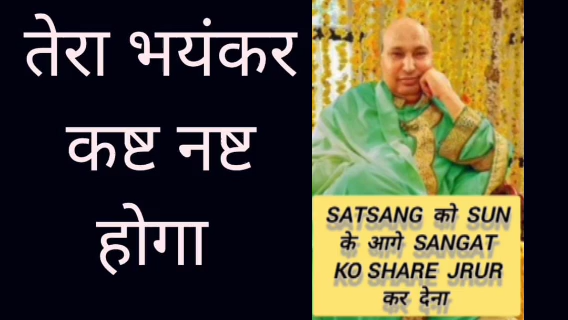 तेरा भयंकर
कष्ट नष्ट
होगा
SATSANG को SUN
के आगे SANGAT
KO SHARE JRUR
कर देना